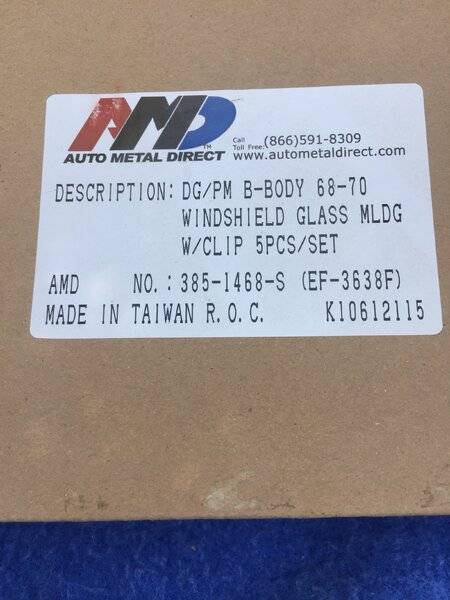 AMD TM
AUTO METAL DIRECT
Call
Toll Free: (866)591-8309
www.autometaldirect.com
DESCRIPTION: DG/PM B-BODY 68-70
WINDSHIELD GLASS MLDG
W/CLIP 5PCS/SET
AMD NO.: 385-1468-S (EF-3638F)
MADE IN TAIWAN R.O.C. K10612115